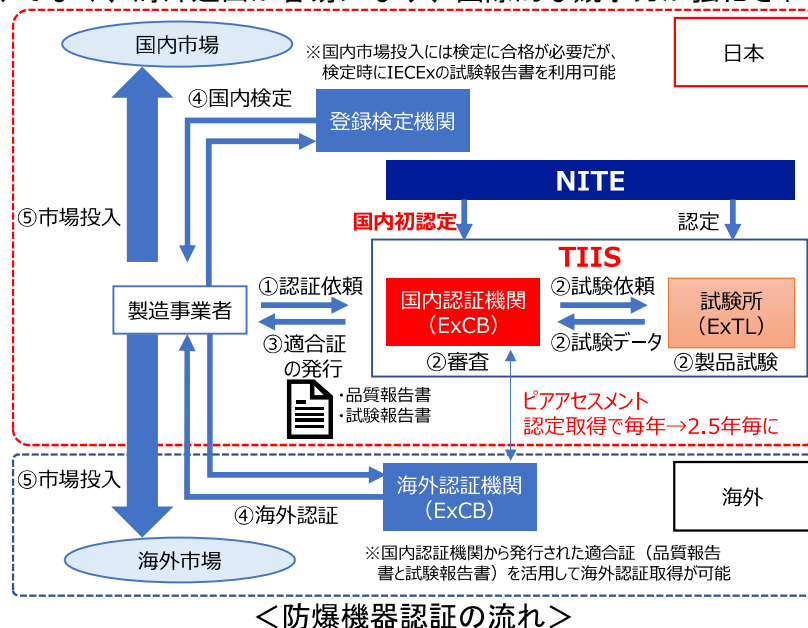 国内市場
※国内市場投入には検定に合格が必要だが、
検定時にIECExの試験報告書を利用可能
日本
④国内検定
登録検定機関
NITE
⑤市場投入
国内初認定
認定
TIIS
①認証依頼
製造事業者
国内認証機関
(ExCB)
②試験依頼
試験所
(ExTL)
③適合証
の発行
②審査
②試験データ
②製品試験
・品質報告書
・試験報告書
ピアアセスメント
認定取得で毎年→2.5年毎に
⑤市場投入
海外認証機関
(ExCB)
海外
④海外認証
海外市場
※国内認証機関から発行された適合証（品質報告
書と試験報告書）を活用して海外認証取得が可能
＜防爆機器認証の流れ＞